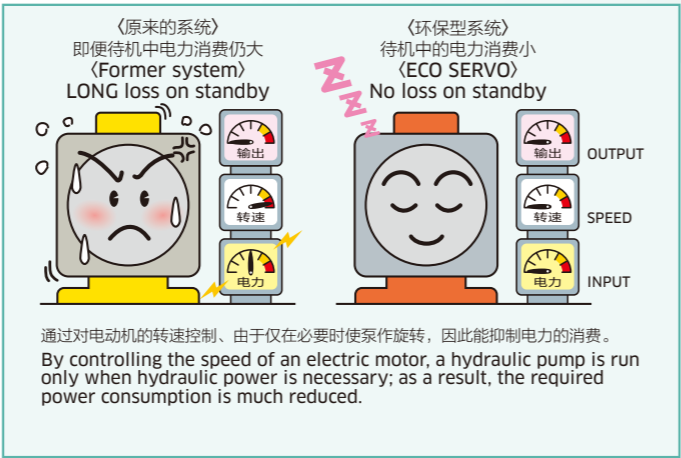 〈原来的系统〉
即便待机中电力消费仍大
〈Former system〉
LONG loss on standby
〈环保型系统〉
待机中的电力消费小
〈ECO SERVO〉
No loss on standby
输出
转速
电力
Z
Z
Z
输出
OUTPUT
转速
SPEED
电力
INPUT
通过对电动机的转速控制、由于仅在必要时使泵作旋转，因此能抑制电力的消费。
By controlling the speed of an electric motor, a hydraulic pump is run
only when hydraulic power is necessary; as a result, the required
power consumption is much reduced.